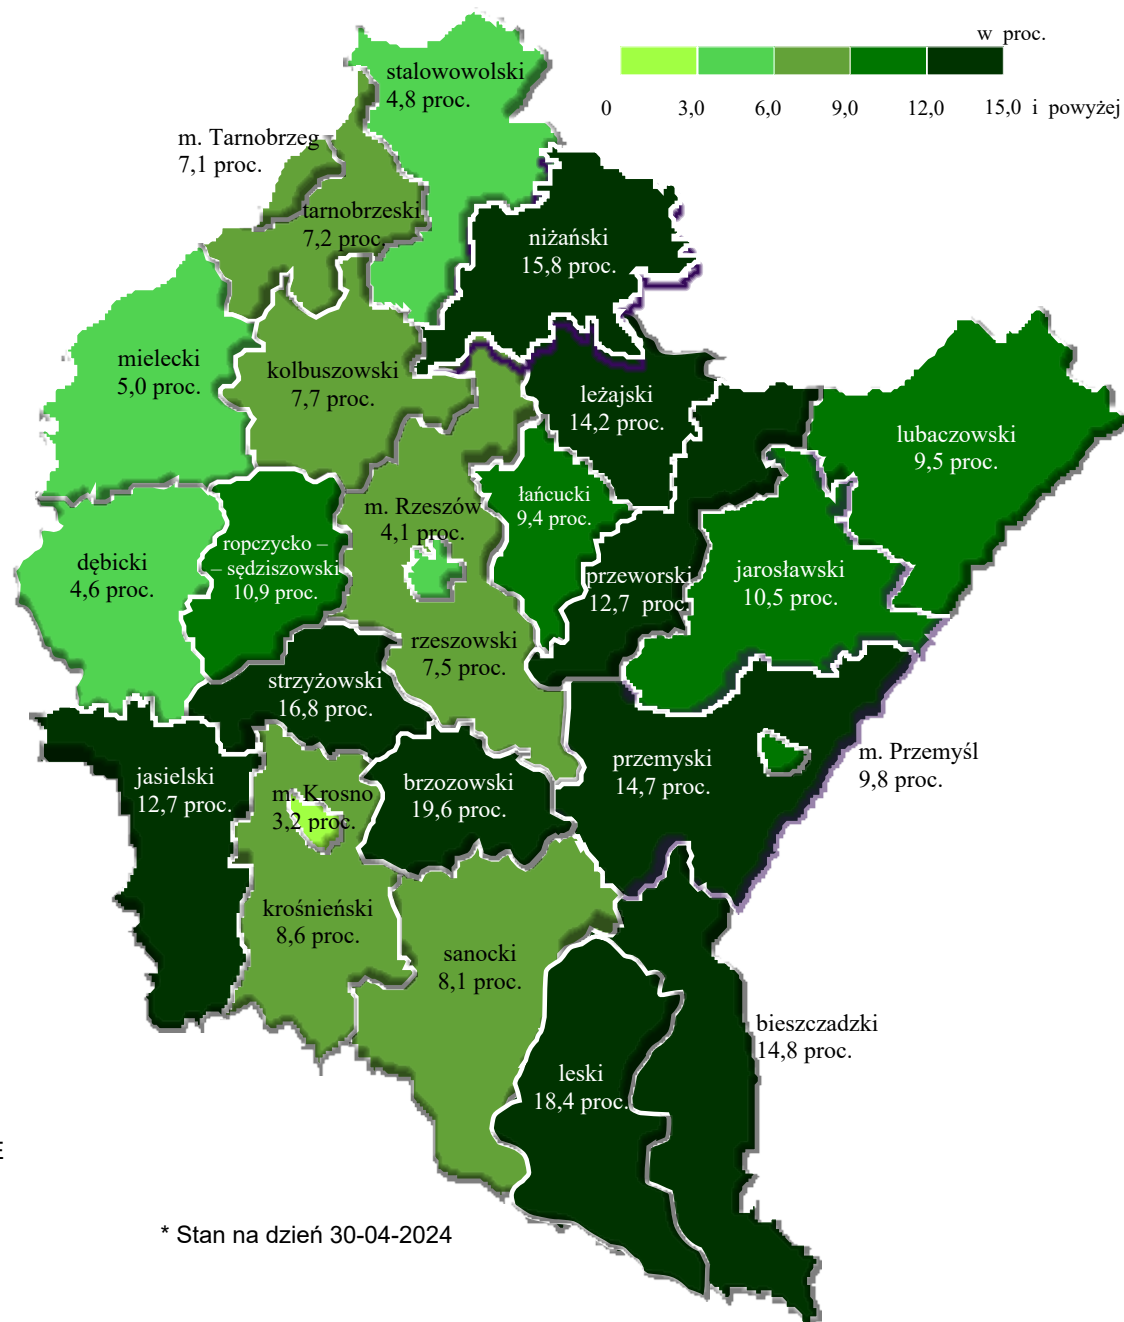 w proc.
0 3,0 6,0 9,0 12,0 15,0 i powyżej
stalowowolski
4,8 proc.
m. Tarnobrzeg
7,1 proc.
tarnobrzeski
7,2 proc.
niżański
15,8 proc.
mielecki
5,0 proc.
kolbuszowski
7,7 proc.
leżajski
14,2 proc.
lubaczowski
9,5 proc.
łańcucki
9,4 proc.
m. Rzeszów
4,1 proc.
ropczycko –
– sędziszowski
10,9 proc.
dębicki
4,6 proc.
przeworski
12,7 proc.
jarosławski
10,5 proc.
rzeszowski
7,5 proc.
strzyżowski
16,8 proc.
jasielski
12,7 proc.
m. Krosno
3,2 proc.
brzozowski
19,6 proc.
przemyski
14,7 proc.
m. Przemyśl
9,8 proc.
krośnieński
8,6 proc.
sanocki
8,1 proc.
bieszczadzki
14,8 proc.
leski
18,4 proc.
E
* Stan na dzień 30-04-2024